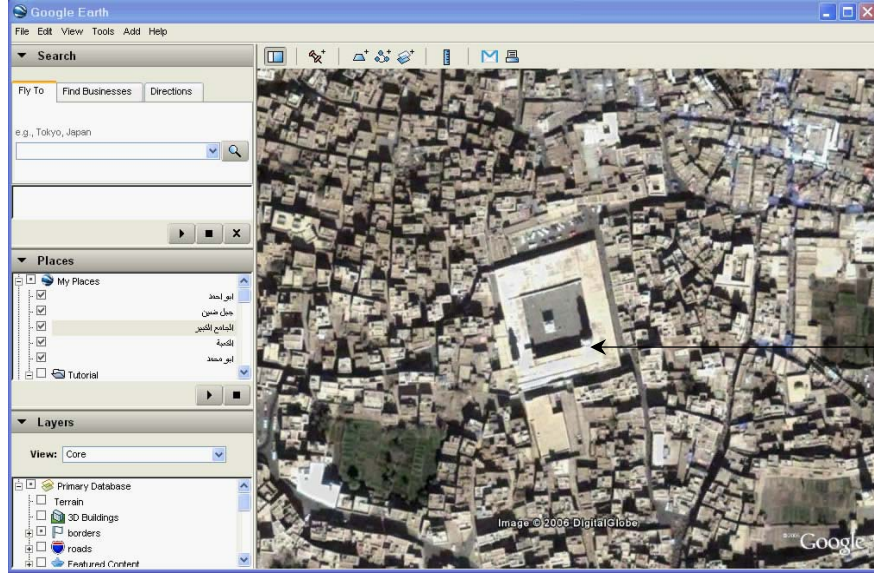 Google Earth
File Edit View Tools Add Help
Search
Fly To Find Businesses Directions
e.g., Tokyo, Japan
Places
My Places
ابو احمد
جبل ضين
الجامع الكبير
الكعبة
ابو محمد
Tutorial
Layers
View: Core
Primary Database
Terrain
3D Buildings
borders
roads
Featured Content
Image © 2006 DigitalGlobe
Google